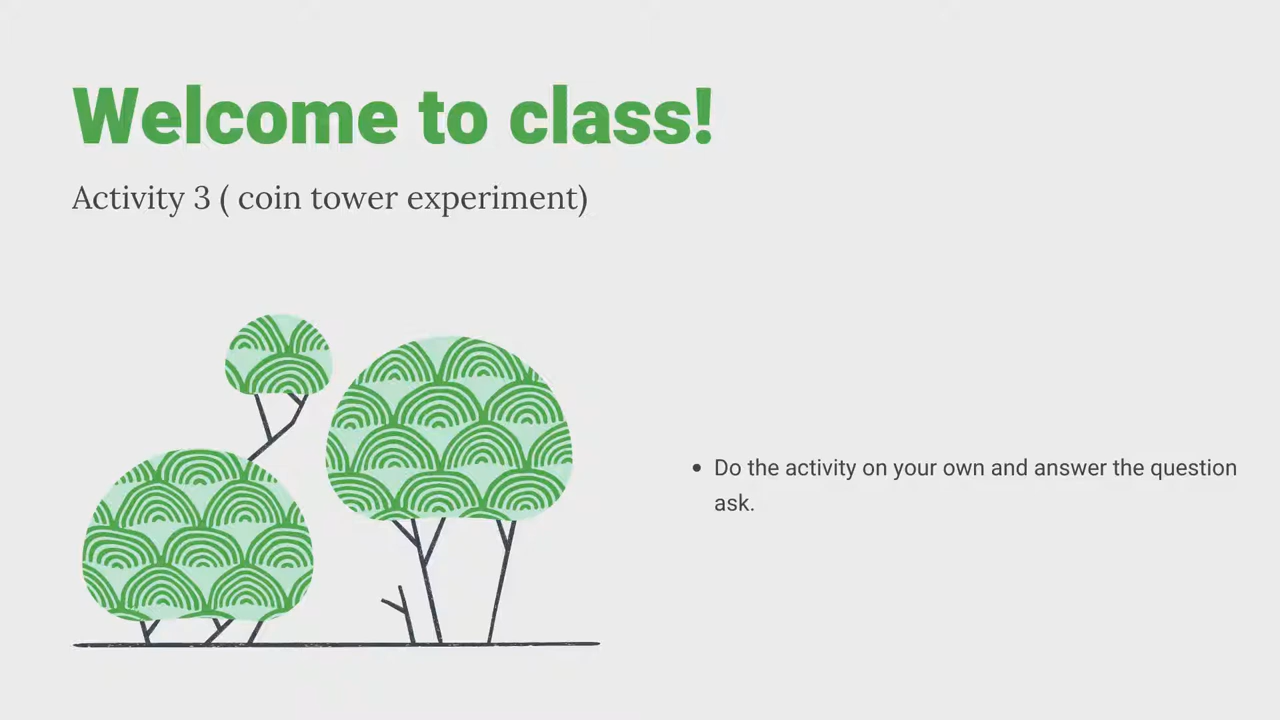 Welcome to class!
Activity 3 ( coin tower experiment)
• Do the activity on your own and answer the question
ask.